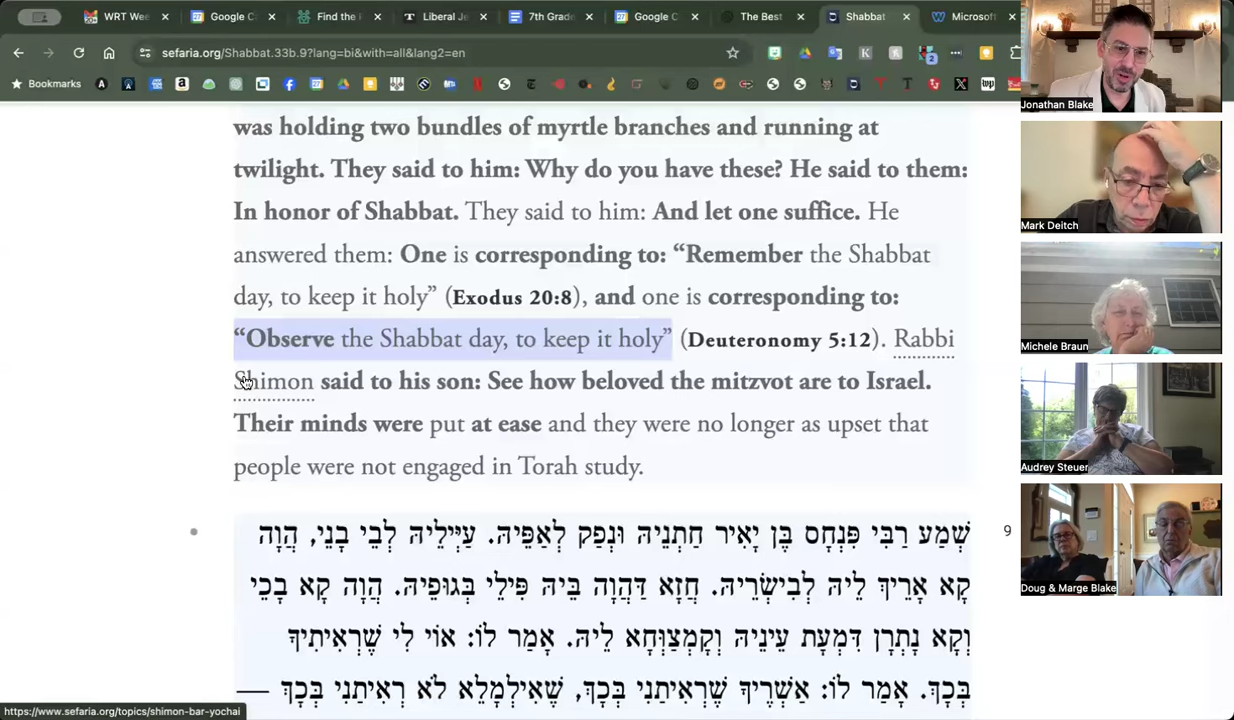 WRT Wee
Google C
Find the
Liberal Je
7th Grade
Google C
The Best
Shabbat
Microsoft
sefaria.org/Shabbat.33b.9?lang=bi&with=all&lang2=en
Bookmarks
was holding two bundles of myrtle branches and running at
twilight. They said to him: Why do you have these? He said to them:
In honor of Shabbat. They said to him: And let one suffice. He
answered them: One is corresponding to: “Remember the Shabbat
day, to keep it holy” (Exodus 20:8), and one is corresponding to:
“Observe the Shabbat day, to keep it holy” (Deuteronomy 5:12). Rabbi
Shimon said to his son: See how beloved the mitzvot are to Israel.
Their minds were put at ease and they were no longer as upset that
people were not engaged in Torah study.
9
שְׁמַע רַבִּי פִּנְחָס בֶּן יָאִיר חַתְנֵיהּ וּנְפַק לְאַפֵּיהּ. עַיְּילֵיהּ לְבֵי בָנֵי, הֲוָה
קָא אָרֵיךְ לֵיהּ לְבִישְׂרֵיהּ. חֲזָא דַּהֲוָה בֵּיהּ פִּילֵי בְּגוּפֵיהּ. הֲוָה קָא בָכֵי
וְקָא נָתְרָן דִּמְעָת עֵינֵיהּ וְקָמְצַוְּחָא לֵיהּ. אָמַר לוֹ: אוֹי לִי שֶׁרְאִיתִיךָ
בְּכָךְ. אָמַר לוֹ: אַשְׁרֶיךָ שֶׁרְאִיתַנִי בְּכָךְ, שֶׁאִילְמָלֵא לֹא רְאִיתַנִי בְּכָךְ —
https://www.sefaria.org/topics/shimon-bar-yochai
Jonathan Blake
Mark Deitch
Michele Braun
Audrey Steuer
Doug & Marge Blake